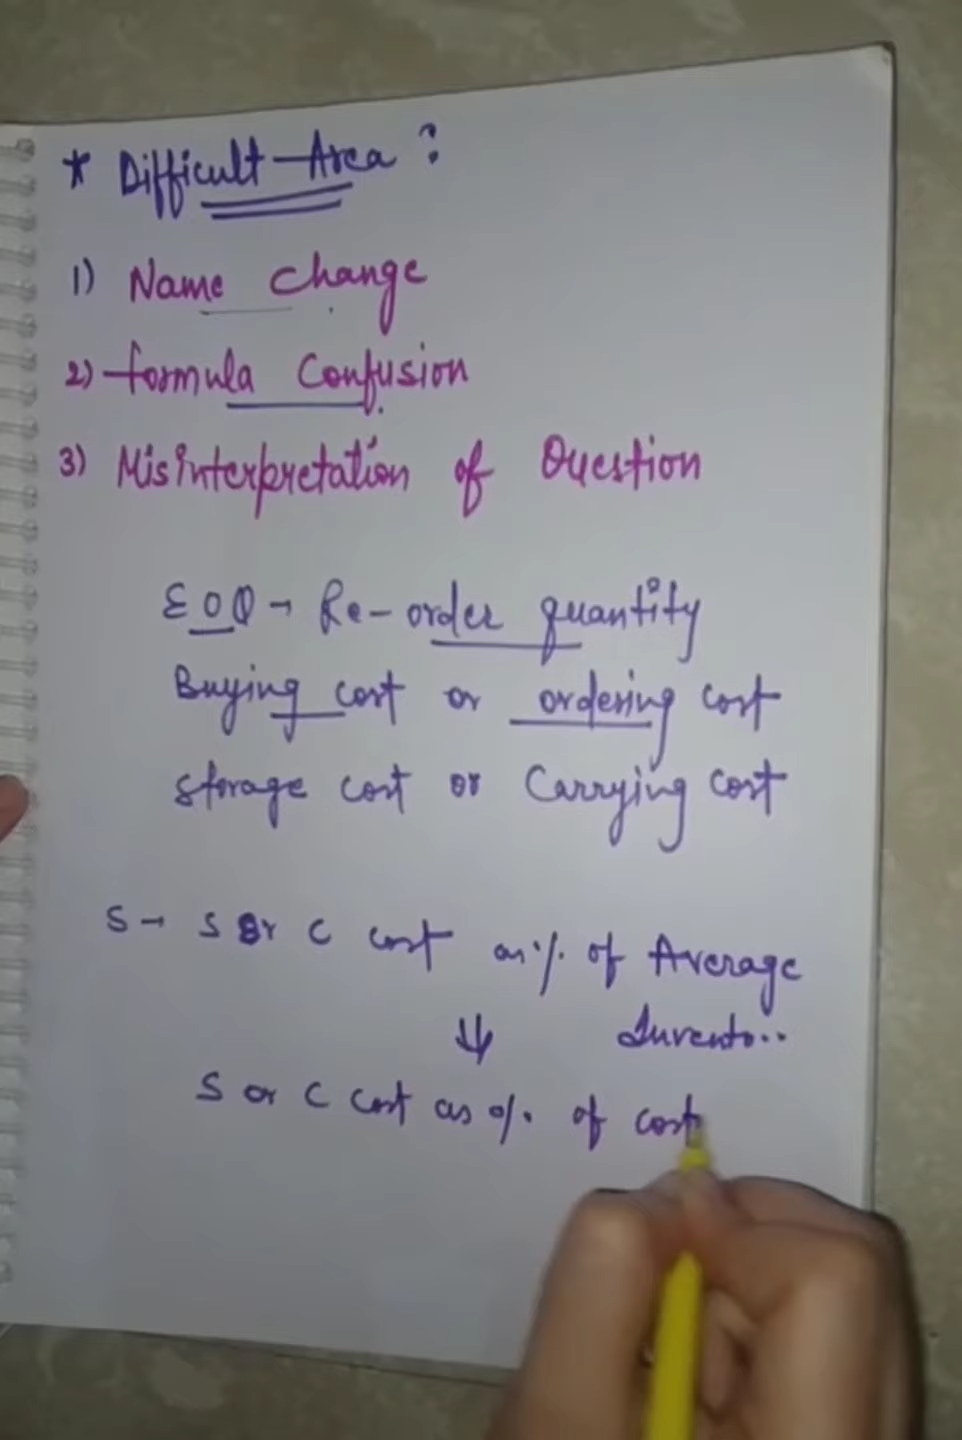 * Difficult Area :
1) Name change
2) formula Confusion
3) Misinterpretation of Question
EOQ → Re-order quantity
Buying cost or ordering cost
Storage cost or Carrying cost
S → S or C cost as % of Average
Invento..
↓
S or C cost as % of cost